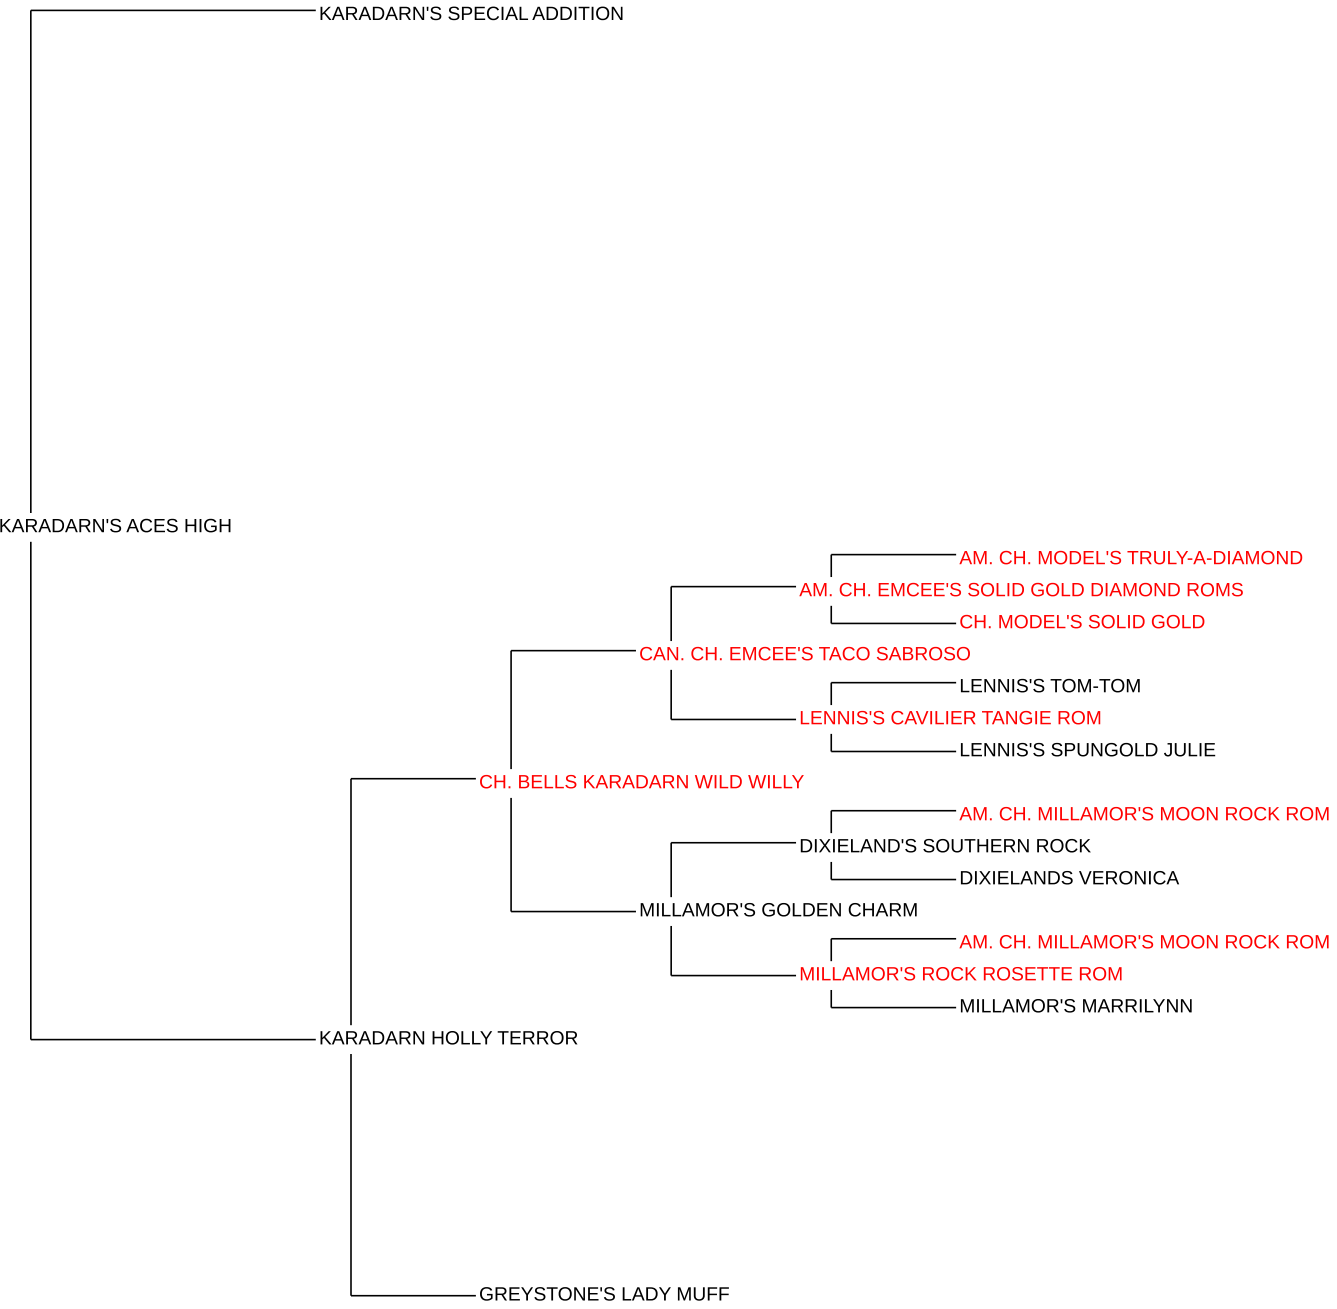 KARADARN'S SPECIAL ADDITION
KARADARN'S ACES HIGH
AM. CH. MODEL'S TRULY-A-DIAMOND
AM. CH. EMCEE'S SOLID GOLD DIAMOND ROMS
CH. MODEL'S SOLID GOLD
CAN. CH. EMCEE'S TACO SABROSO
LENNIS'S TOM-TOM
LENNIS'S CAVILIER TANGIE ROM
LENNIS'S SPUNGOLD JULIE
CH. BELLS KARADARN WILD WILLY
AM. CH. MILLAMOR'S MOON ROCK ROM
DIXIELAND'S SOUTHERN ROCK
DIXIELANDS VERONICA
MILLAMOR'S GOLDEN CHARM
AM. CH. MILLAMOR'S MOON ROCK ROM
MILLAMOR'S ROCK ROSETTE ROM
MILLAMOR'S MARRILYNN
KARADARN HOLLY TERROR
GREYSTONE'S LADY MUFF